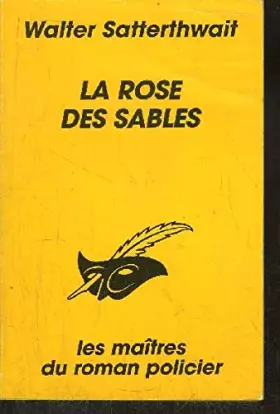 Walter Satterthwait
LA ROSE
DES SABLES
les maîtres
du roman policier